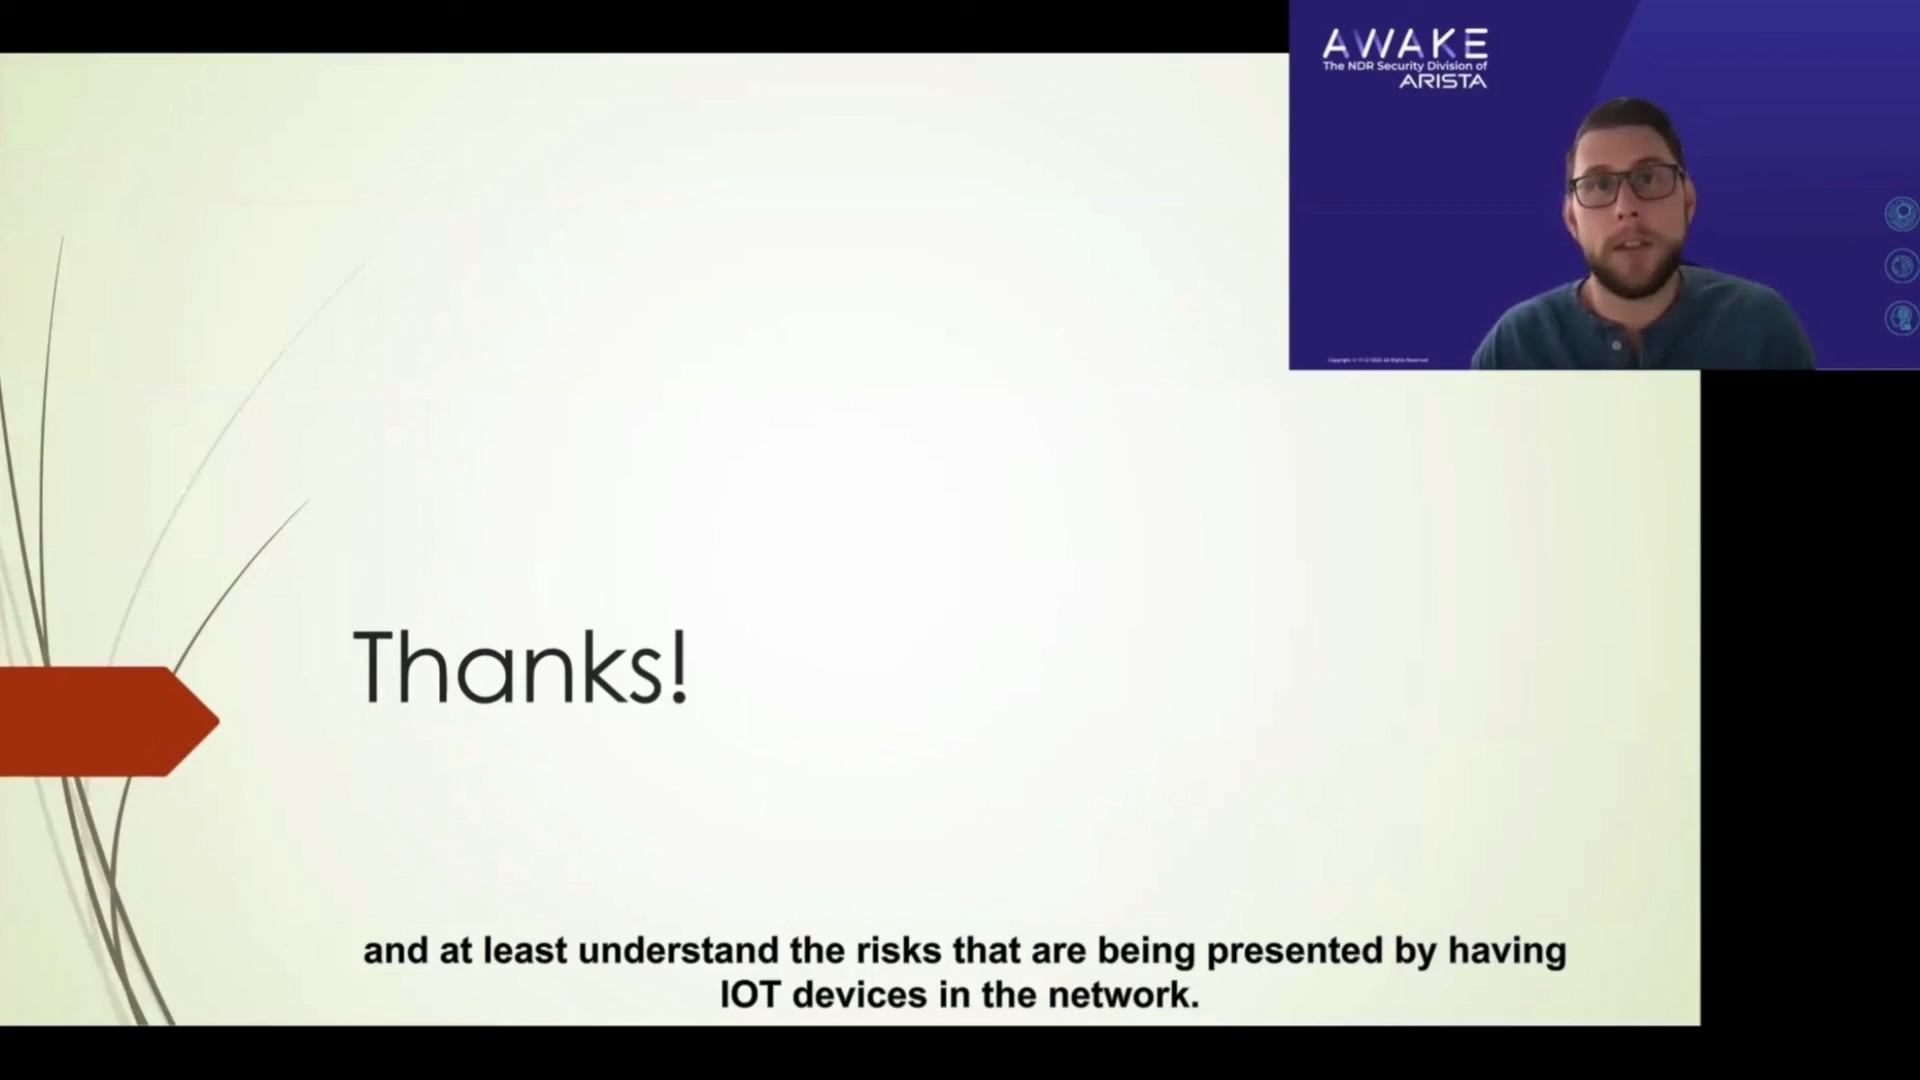 AWAKE
The NDR Security Division of
ARISTA
Thanks!
and at least understand the risks that are being presented by having
IOT devices in the network.